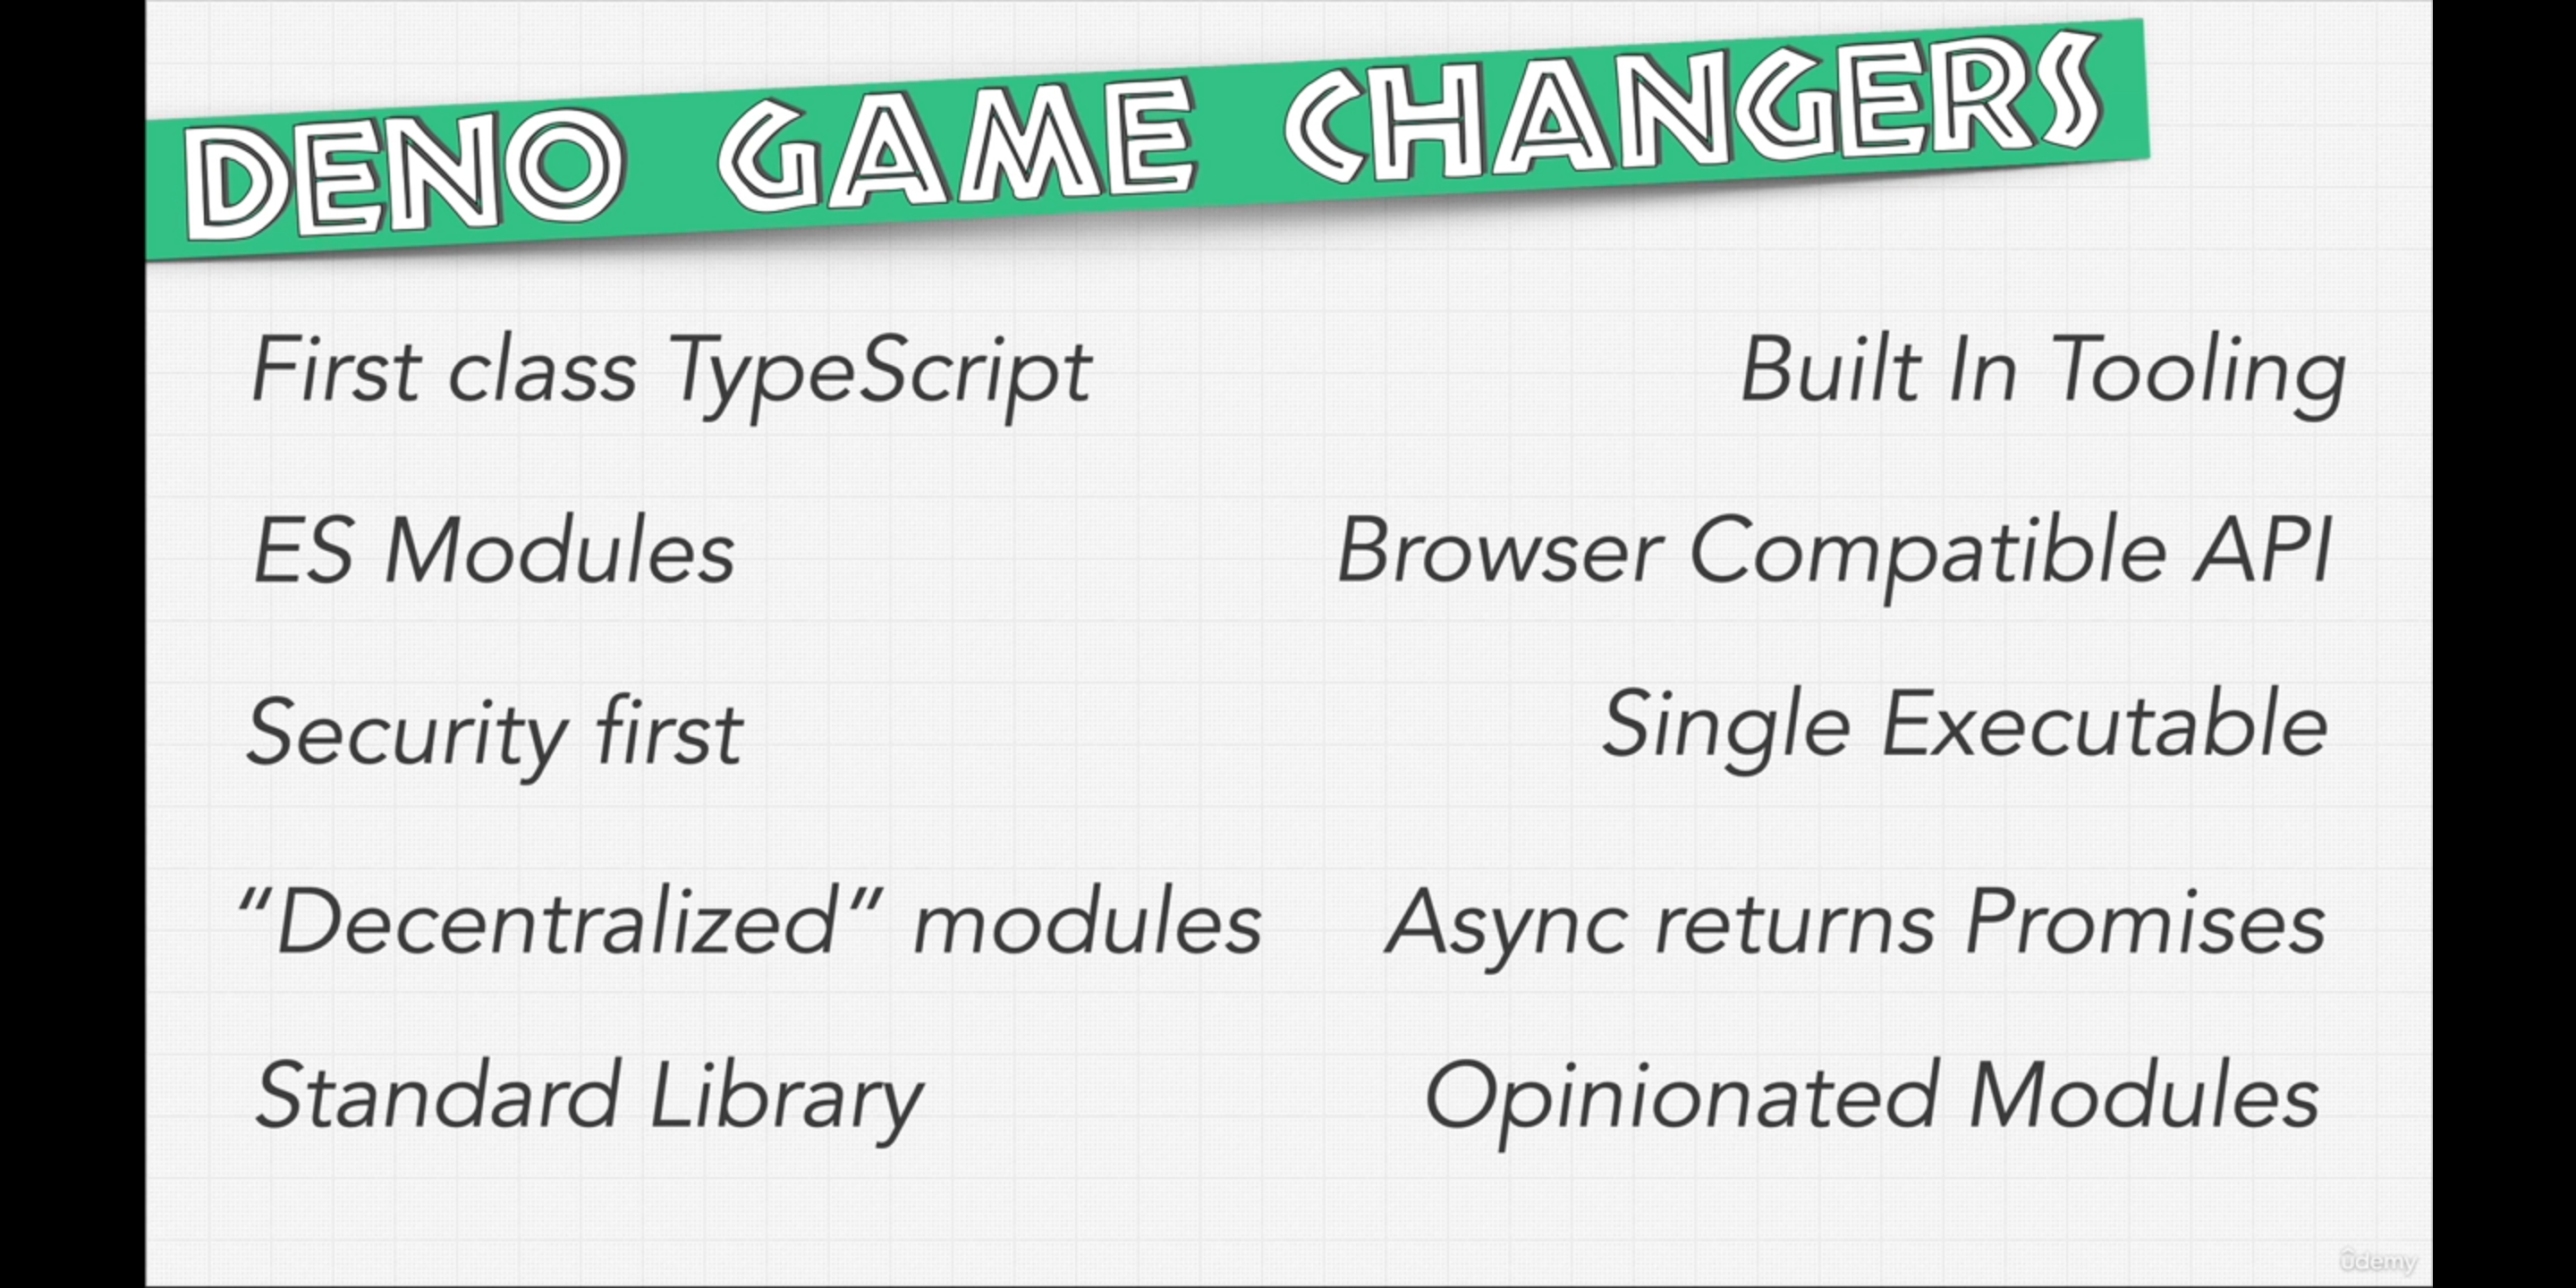 DENO GAME CHANGERS
First class TypeScript
Built In Tooling
ES Modules
Browser Compatible API
Security first
Single Executable
“Decentralized” modules
Async returns Promises
Standard Library
Opinionated Modules
ûdemy